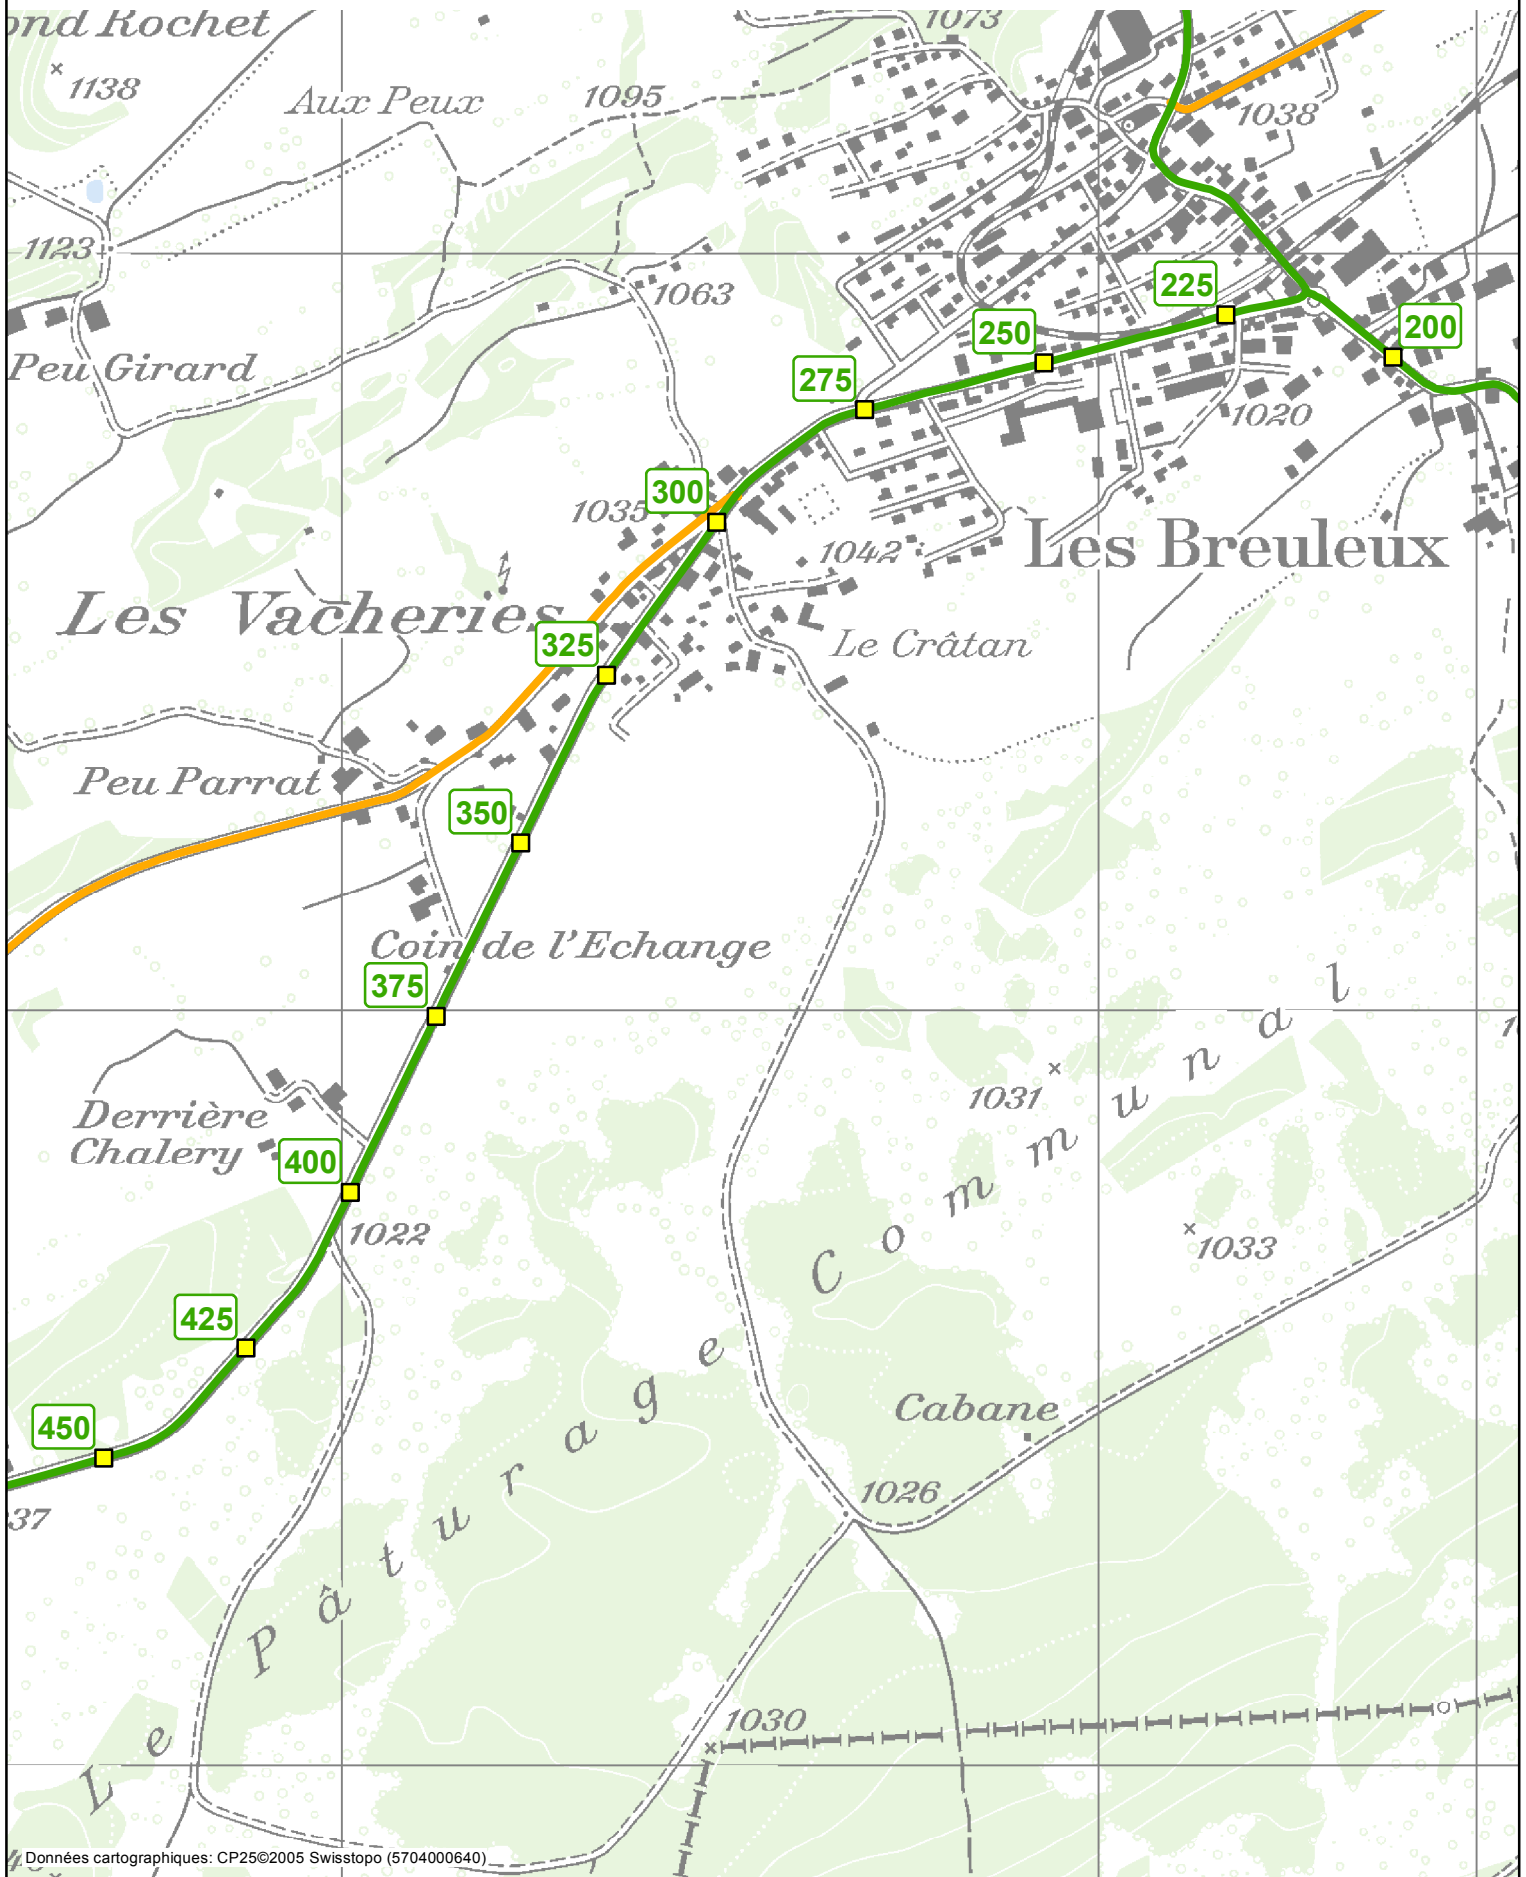 ond Rochet
1073
1138
Aux Peux
1095
1038
1123
1063
225
200
250
Peu Girard
275
1020
300
1035
1042
Les Breuleux
Les Vacheries
325
Le Crâtan
Peu Parrat
350
Coin de l'Echange
375
1031
Derrière
Chalery
400
1022
1033
425
Cabane
450
1026
37
Le Pâturage Communal
1030
Données cartographiques: CP25©2005 Swisstopo (5704000640)